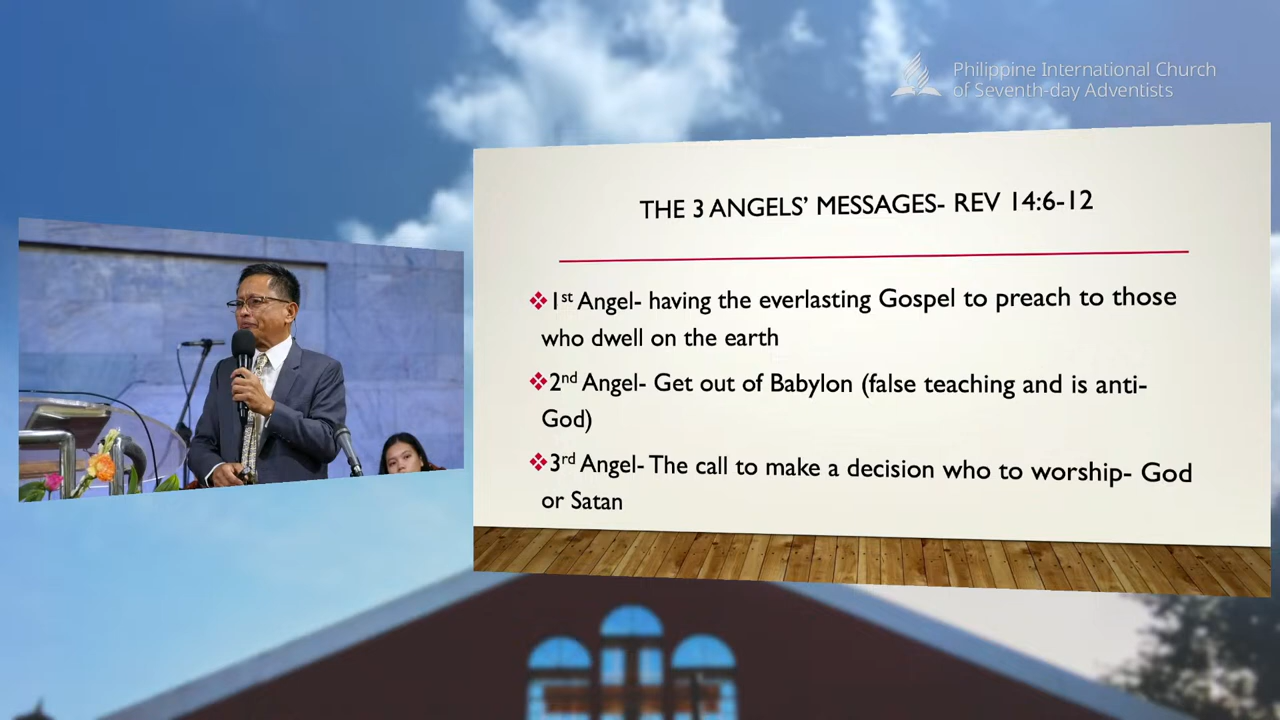 Philippine International Church
of Seventh-day Adventists
THE 3 ANGELS' MESSAGES- REV 14:6-12
❖1st Angel- having the everlasting Gospel to preach to those
who dwell on the earth
❖2nd Angel- Get out of Babylon (false teaching and is anti-
God)
❖3rd Angel- The call to make a decision who to worship- God
or Satan